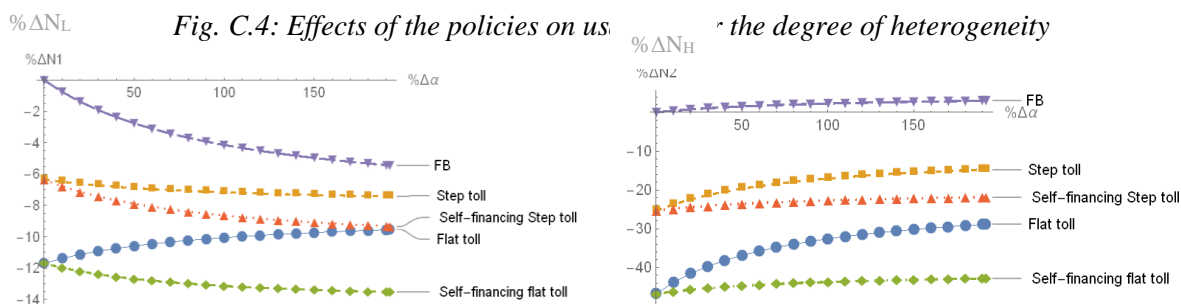 %ΔN_L
Fig. C.4: Effects of the policies on us r the degree of heterogeneity
%ΔN_H
%ΔN1
%Δα
50
100
150
−2
−4
−6
−8
−10
−12
−14
FB
Step toll
Self−financing Step toll
Flat toll
Self−financing flat toll
%ΔN2
%Δα
50
100
150
−10
−20
−30
−40
FB
Step toll
Self−financing Step toll
Flat toll
Self−financing flat toll